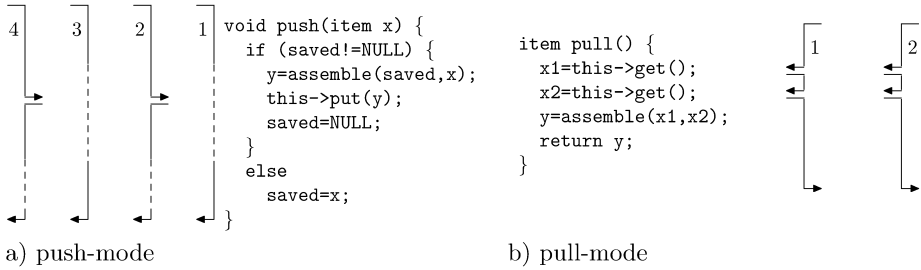 4 3 2 1
void push(item x) {
if (saved!=NULL) {
y=assemble(saved,x);
this->put(y);
saved=NULL;
}
else
saved=x;
}
a) push-mode
item pull() {
x1=this->get();
x2=this->get();
y=assemble(x1,x2);
return y;
}
1 2
b) pull-mode